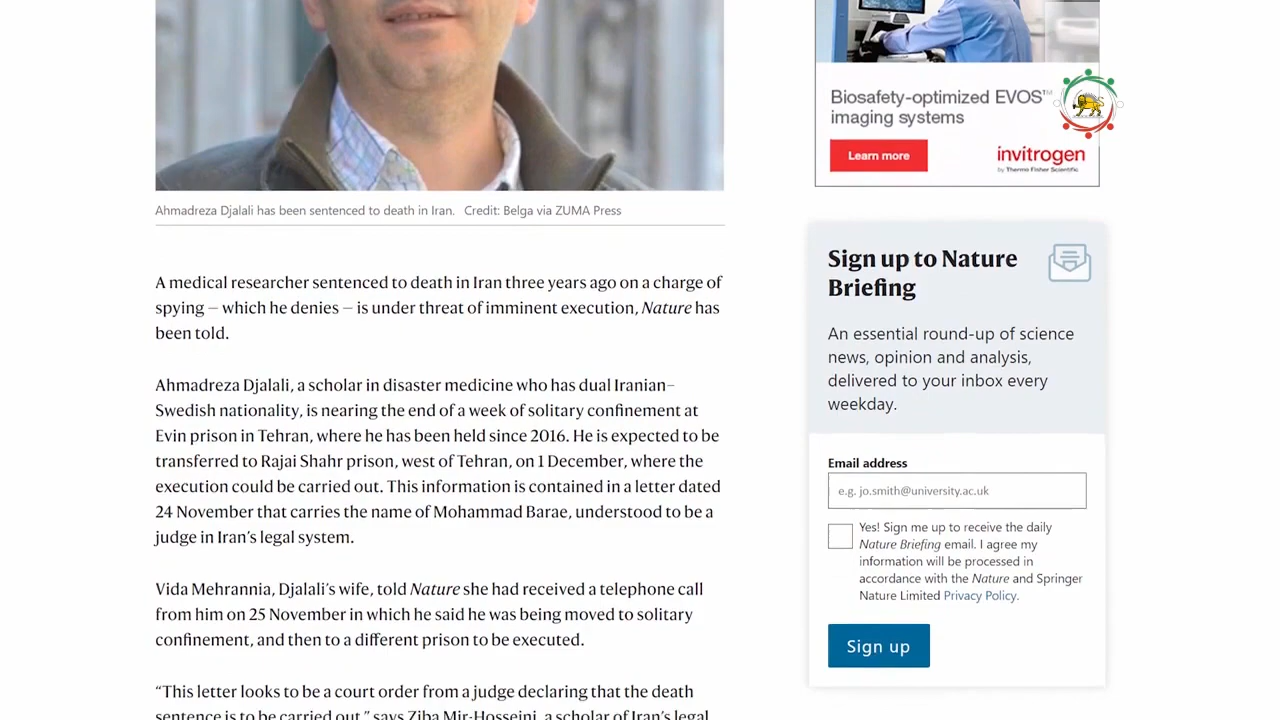 Ahmadreza Djalali has been sentenced to death in Iran. Credit: Belga via ZUMA Press
A medical researcher sentenced to death in Iran three years ago on a charge of
spying — which he denies — is under threat of imminent execution, Nature has
been told.
Ahmadreza Djalali, a scholar in disaster medicine who has dual Iranian–
Swedish nationality, is nearing the end of a week of solitary confinement at
Evin prison in Tehran, where he has been held since 2016. He is expected to be
transferred to Rajai Shahr prison, west of Tehran, on 1 December, where the
execution could be carried out. This information is contained in a letter dated
24 November that carries the name of Mohammad Barae, understood to be a
judge in Iran’s legal system.
Vida Mehrannia, Djalali’s wife, told Nature she had received a telephone call
from him on 25 November in which he said he was being moved to solitary
confinement, and then to a different prison to be executed.
“This letter looks to be a court order from a judge declaring that the death
sentence is to be carried out,” says Ziba Mir-Hosseini, a scholar of Iran’s legal
Biosafety-optimized EVOS™
imaging systems
Learn more
invitrogen
by Thermo Fisher Scientific
Sign up to Nature
Briefing
An essential round-up of science
news, opinion and analysis,
delivered to your inbox every
weekday.
Email address
e.g. jo.smith@university.ac.uk
Yes! Sign me up to receive the daily
Nature Briefing email. I agree my
information will be processed in
accordance with the Nature and Springer
Nature Limited Privacy Policy.
Sign up